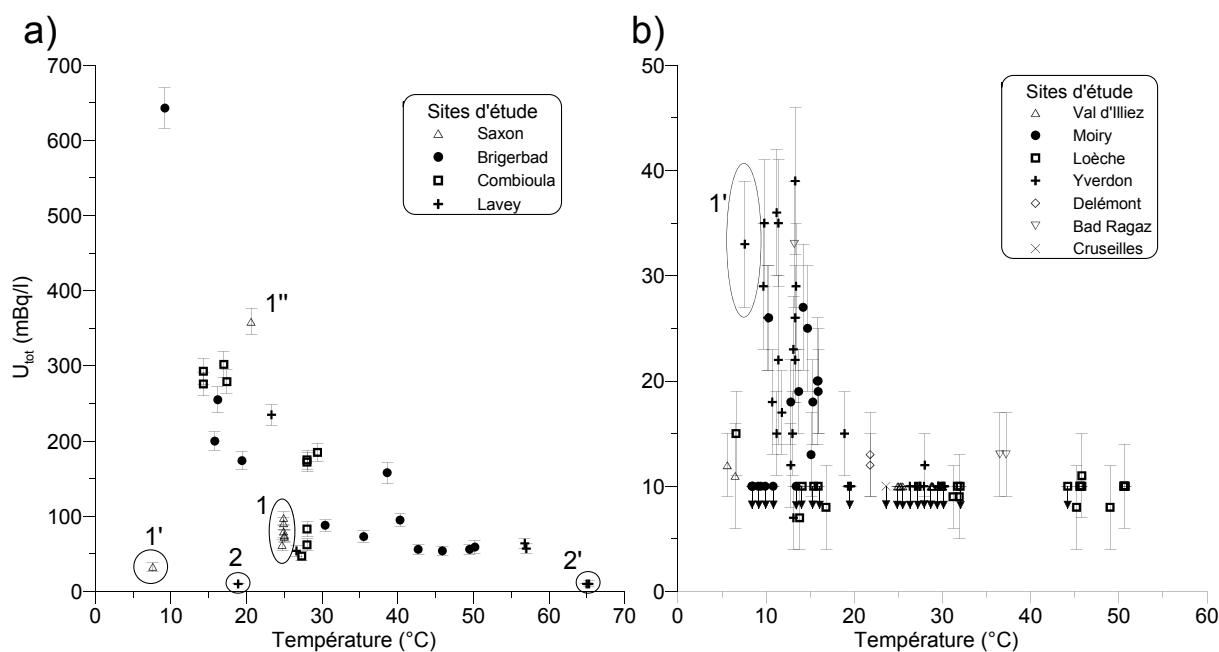 a)
700
600
500
400
300
200
100
0
U_tot (mBq/l)
0 10 20 30 40 50 60 70
Température (°C)
Sites d'étude
Saxon
Brigerbad
Combioula
Lavey
1''
1
1'
2
2'
b)
50
40
30
20
10
0
0 10 20 30 40 50 60
Température (°C)
Sites d'étude
Val d'Illiez
Moiry
Loèche
Yverdon
Delémont
Bad Ragaz
Cruseilles
1'